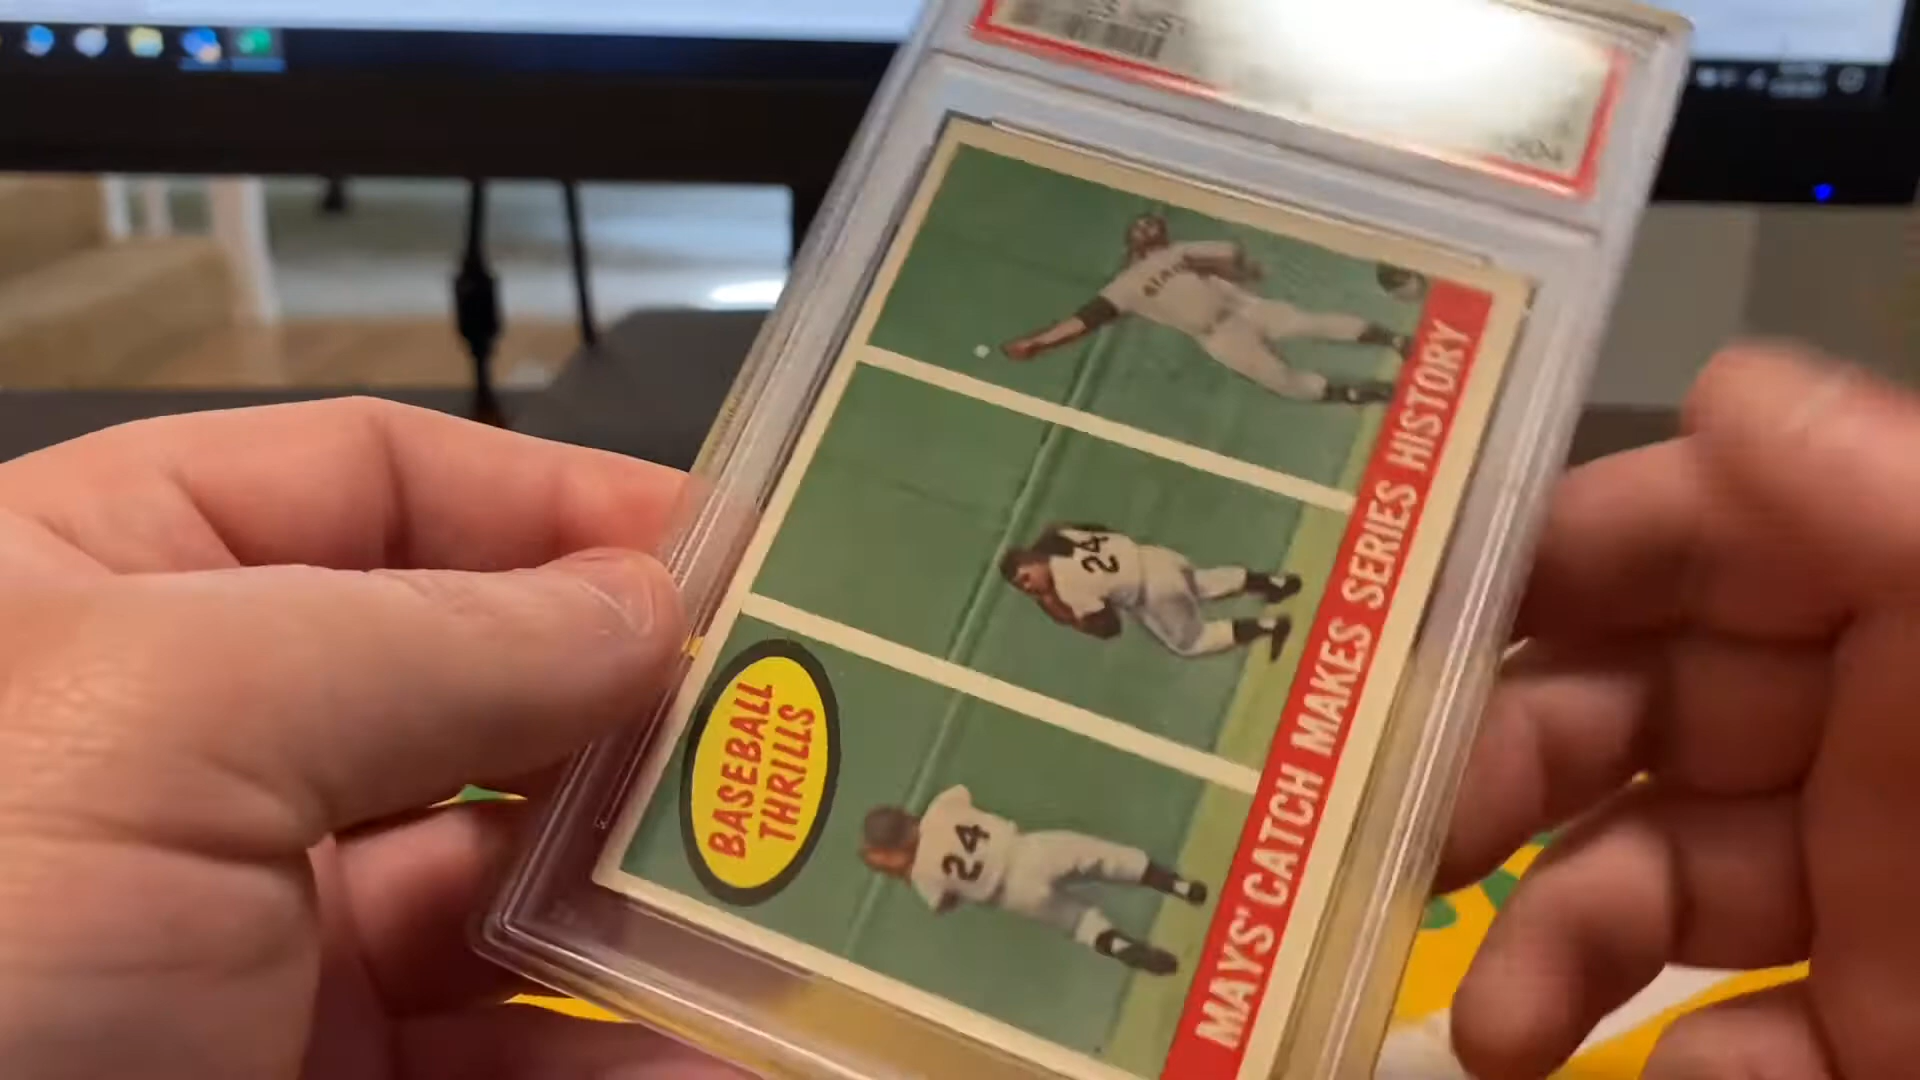 BASEBALL
THRILLS
24
24
MAYS' CATCH MAKES SERIES HISTORY